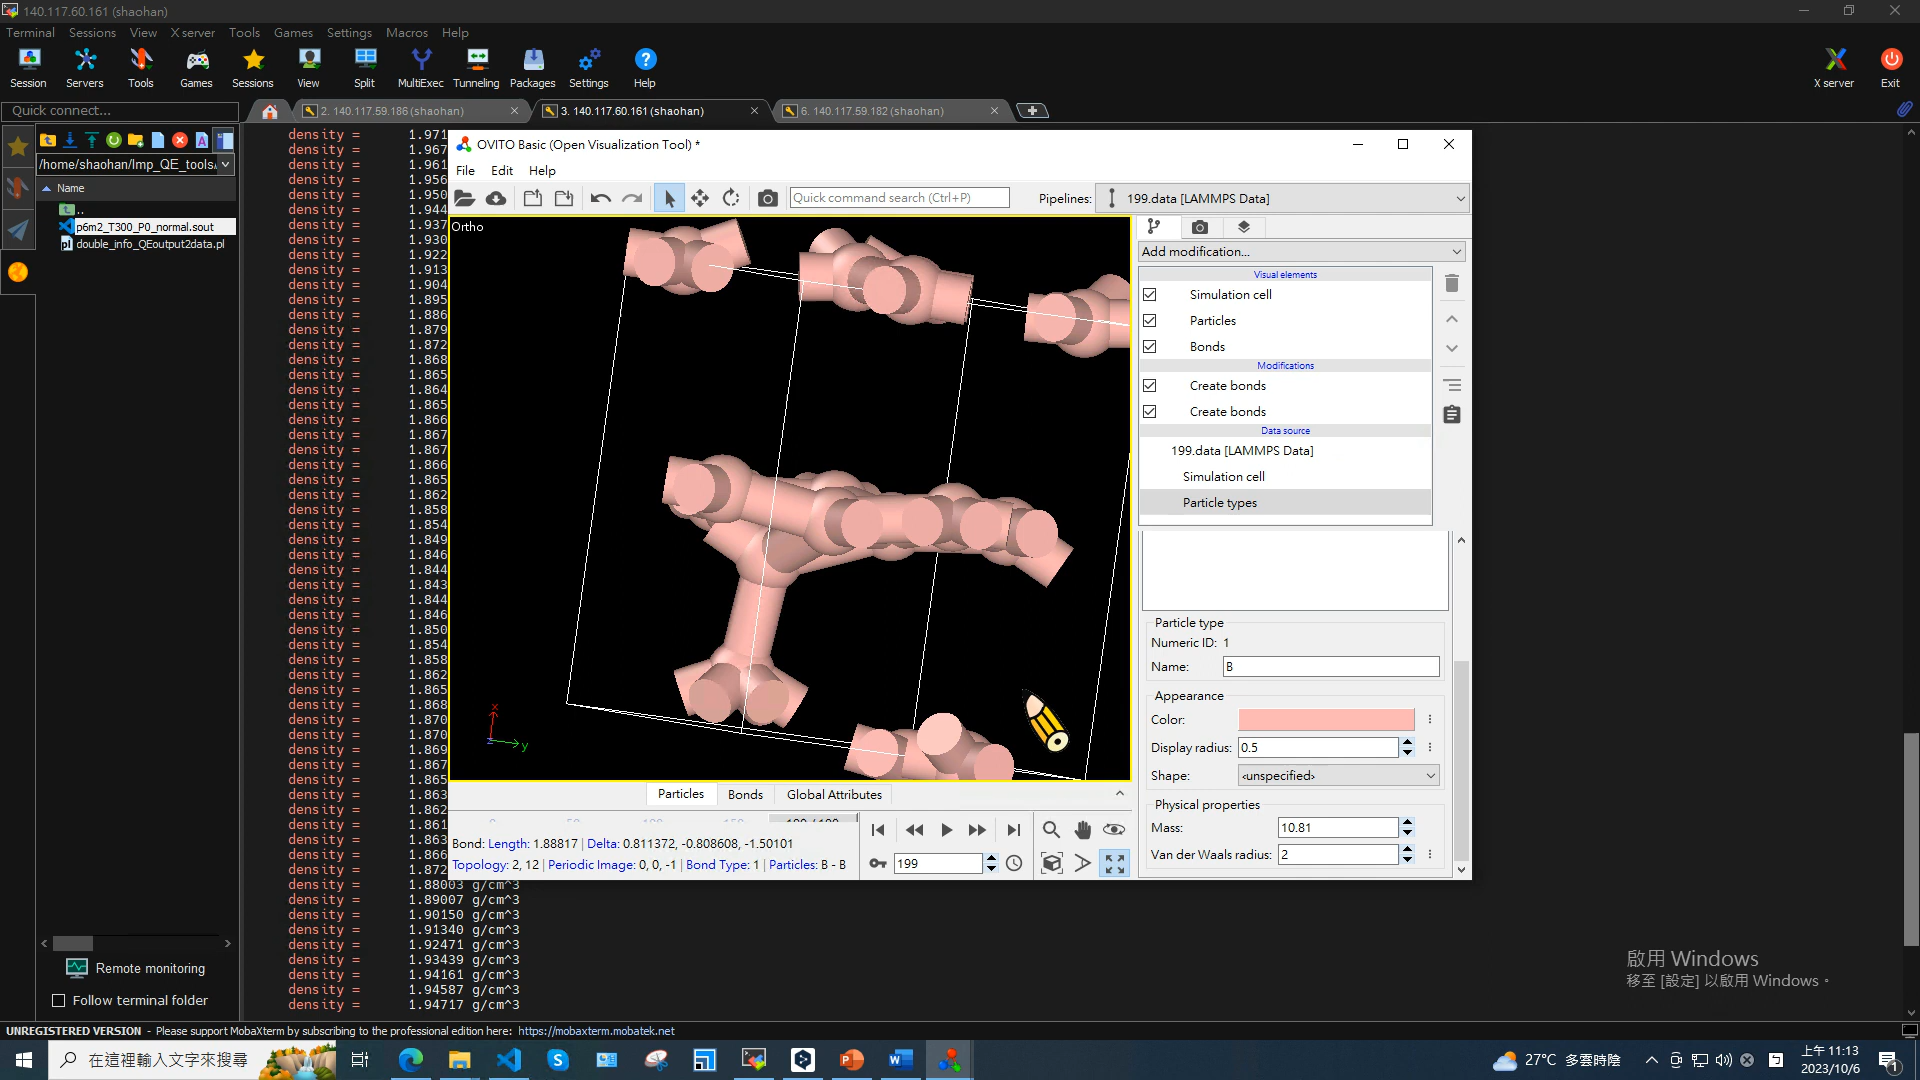 140.117.60.161 (shaohan)
Terminal Sessions View X server Tools Games Settings Macros Help
Session Servers Tools Games Sessions View Split MultiExec Tunneling Packages Settings Help X server Exit
Quick connect...
2. 140.117.59.186 (shaohan)
3. 140.117.60.161 (shaohan)
6. 140.117.59.182 (shaohan)
/home/shaohan/Imp_QE_tools/
Name
..
p6m2_T300_P0_normal.sout
double_info_QEoutput2data.pl
Remote monitoring
Follow terminal folder
density = 1.971
density = 1.967
density = 1.961
density = 1.956
density = 1.950
density = 1.944
density = 1.937
density = 1.930
density = 1.922
density = 1.913
density = 1.904
density = 1.895
density = 1.886
density = 1.879
density = 1.872
density = 1.868
density = 1.865
density = 1.864
density = 1.865
density = 1.866
density = 1.867
density = 1.867
density = 1.866
density = 1.865
density = 1.862
density = 1.858
density = 1.854
density = 1.849
density = 1.846
density = 1.844
density = 1.843
density = 1.844
density = 1.846
density = 1.850
density = 1.854
density = 1.858
density = 1.862
density = 1.865
density = 1.868
density = 1.870
density = 1.870
density = 1.869
density = 1.867
density = 1.865
density = 1.863
density = 1.862
density = 1.861
density = 1.863
density = 1.866
density = 1.872
density = 1.88003 g/cm^3
density = 1.89007 g/cm^3
density = 1.90150 g/cm^3
density = 1.91340 g/cm^3
density = 1.92471 g/cm^3
density = 1.93439 g/cm^3
density = 1.94161 g/cm^3
density = 1.94587 g/cm^3
density = 1.94717 g/cm^3
OVITO Basic (Open Visualization Tool) *
File Edit Help
Quick command search (Ctrl+P)
Pipelines: 199.data [LAMMPS Data]
Ortho
x
y
z
Add modification...
Visual elements
Simulation cell
Particles
Bonds
Modifications
Create bonds
Create bonds
Data source
199.data [LAMMPS Data]
Simulation cell
Particle types
Particle type
Numeric ID: 1
Name: B
Appearance
Color:
Display radius: 0.5
Shape: ‹unspecified›
Physical properties
Mass: 10.81
Van der Waals radius: 2
Particles Bonds Global Attributes
Bond: Length: 1.88817 | Delta: 0.811372, -0.808608, -1.50101
Topology: 2, 12 | Periodic Image: 0, 0, -1 | Bond Type: 1 | Particles: B - B
199
啟用 Windows
移至 [設定] 以啟用 Windows。
UNREGISTERED VERSION - Please support MobaXterm by subscribing to the professional edition here: https://mobaxterm.mobatek.net
在這裡輸入文字來搜尋
27°C 多雲時陰
上午 11:13
2023/10/6
1